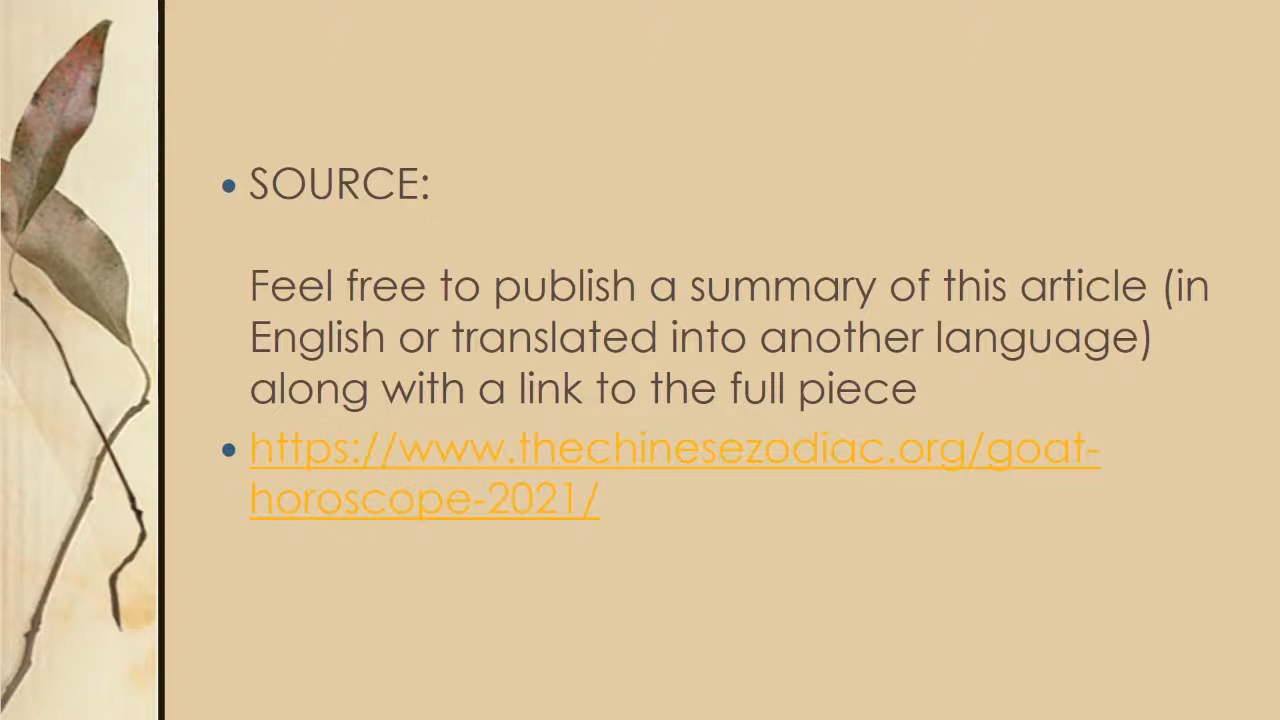 • SOURCE:
Feel free to publish a summary of this article (in
English or translated into another language)
along with a link to the full piece
• https://www.thechinesezodiac.org/goat-
horoscope-2021/